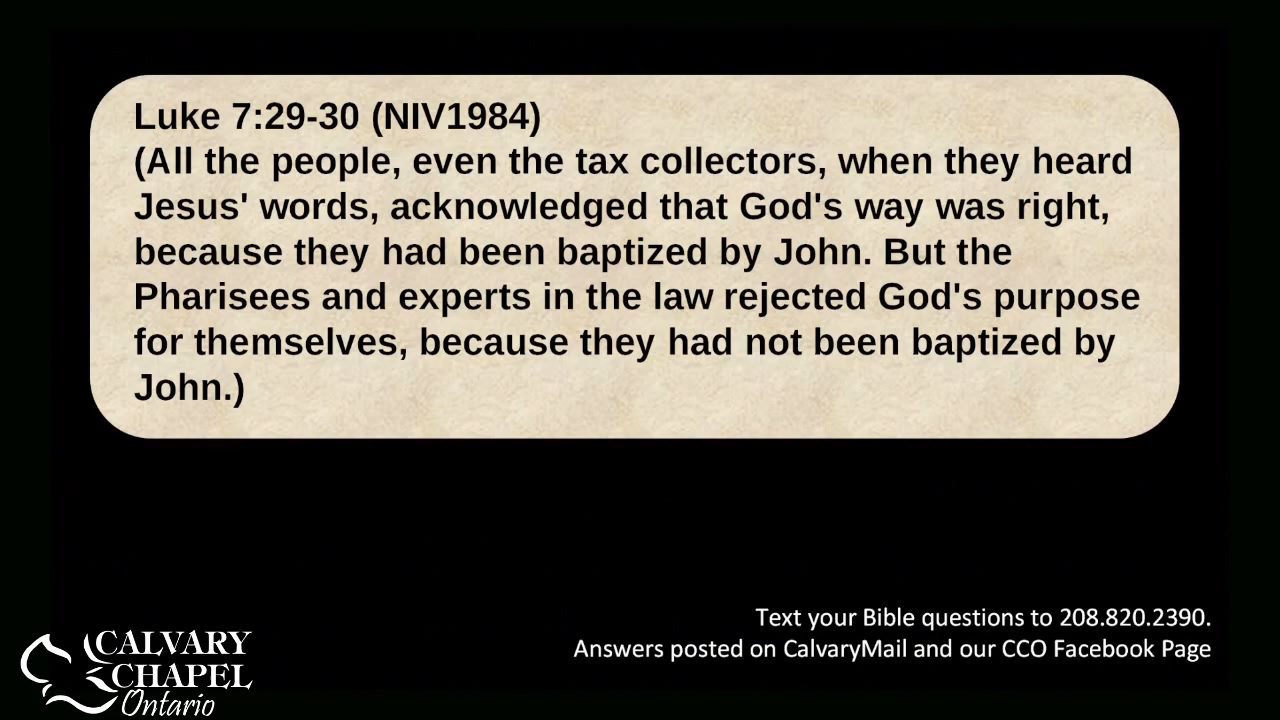 Luke 7:29-30 (NIV1984)
(All the people, even the tax collectors, when they heard
Jesus' words, acknowledged that God's way was right,
because they had been baptized by John. But the
Pharisees and experts in the law rejected God's purpose
for themselves, because they had not been baptized by
John.)
Text your Bible questions to 208.820.2390.
Answers posted on CalvaryMail and our CCO Facebook Page
CALVARY
CHAPEL
Ontario